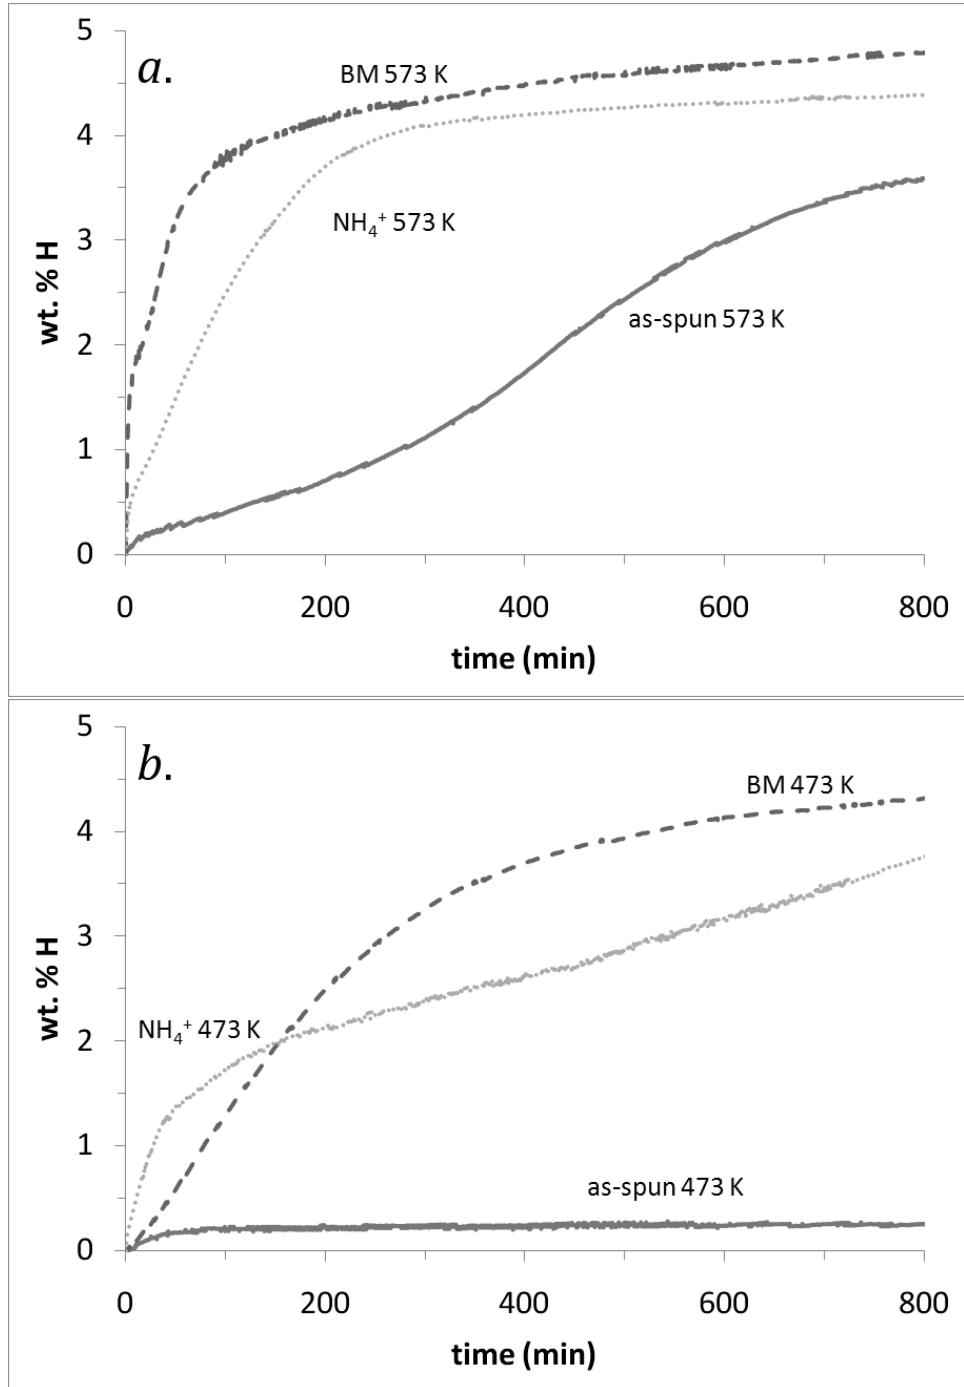 a.
BM 573 K
NH₄⁺ 573 K
as-spun 573 K
wt. % H
5
4
3
2
1
0
0 200 400 600 800
time (min)
b.
BM 473 K
NH₄⁺ 473 K
as-spun 473 K
wt. % H
5
4
3
2
1
0
0 200 400 600 800
time (min)